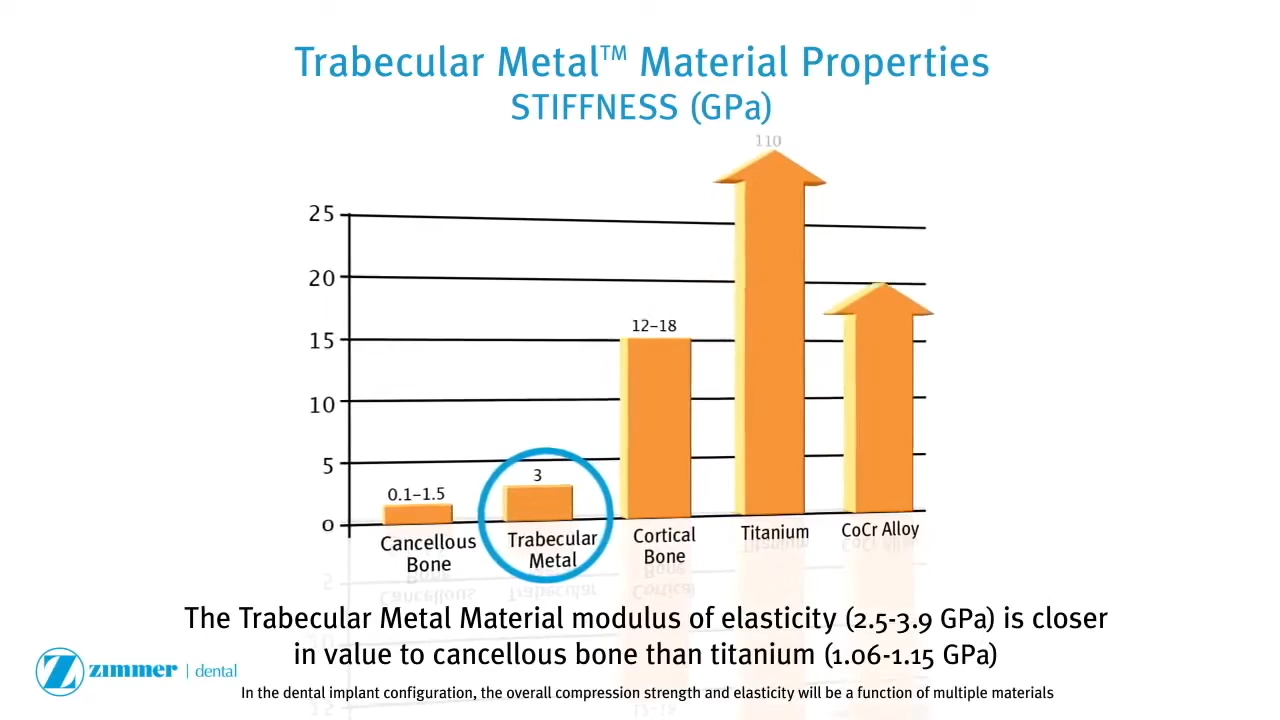 Trabecular Metal™ Material Properties
STIFFNESS (GPa)
110
25
20
15
10
5
0
12–18
3
0.1–1.5
Cancellous
Bone
Trabecular
Metal
Cortical
Bone
Titanium
CoCr Alloy
The Trabecular Metal Material modulus of elasticity (2.5-3.9 GPa) is closer
in value to cancellous bone than titanium (1.06-1.15 GPa)
zimmer | dental
In the dental implant configuration, the overall compression strength and elasticity will be a function of multiple materials